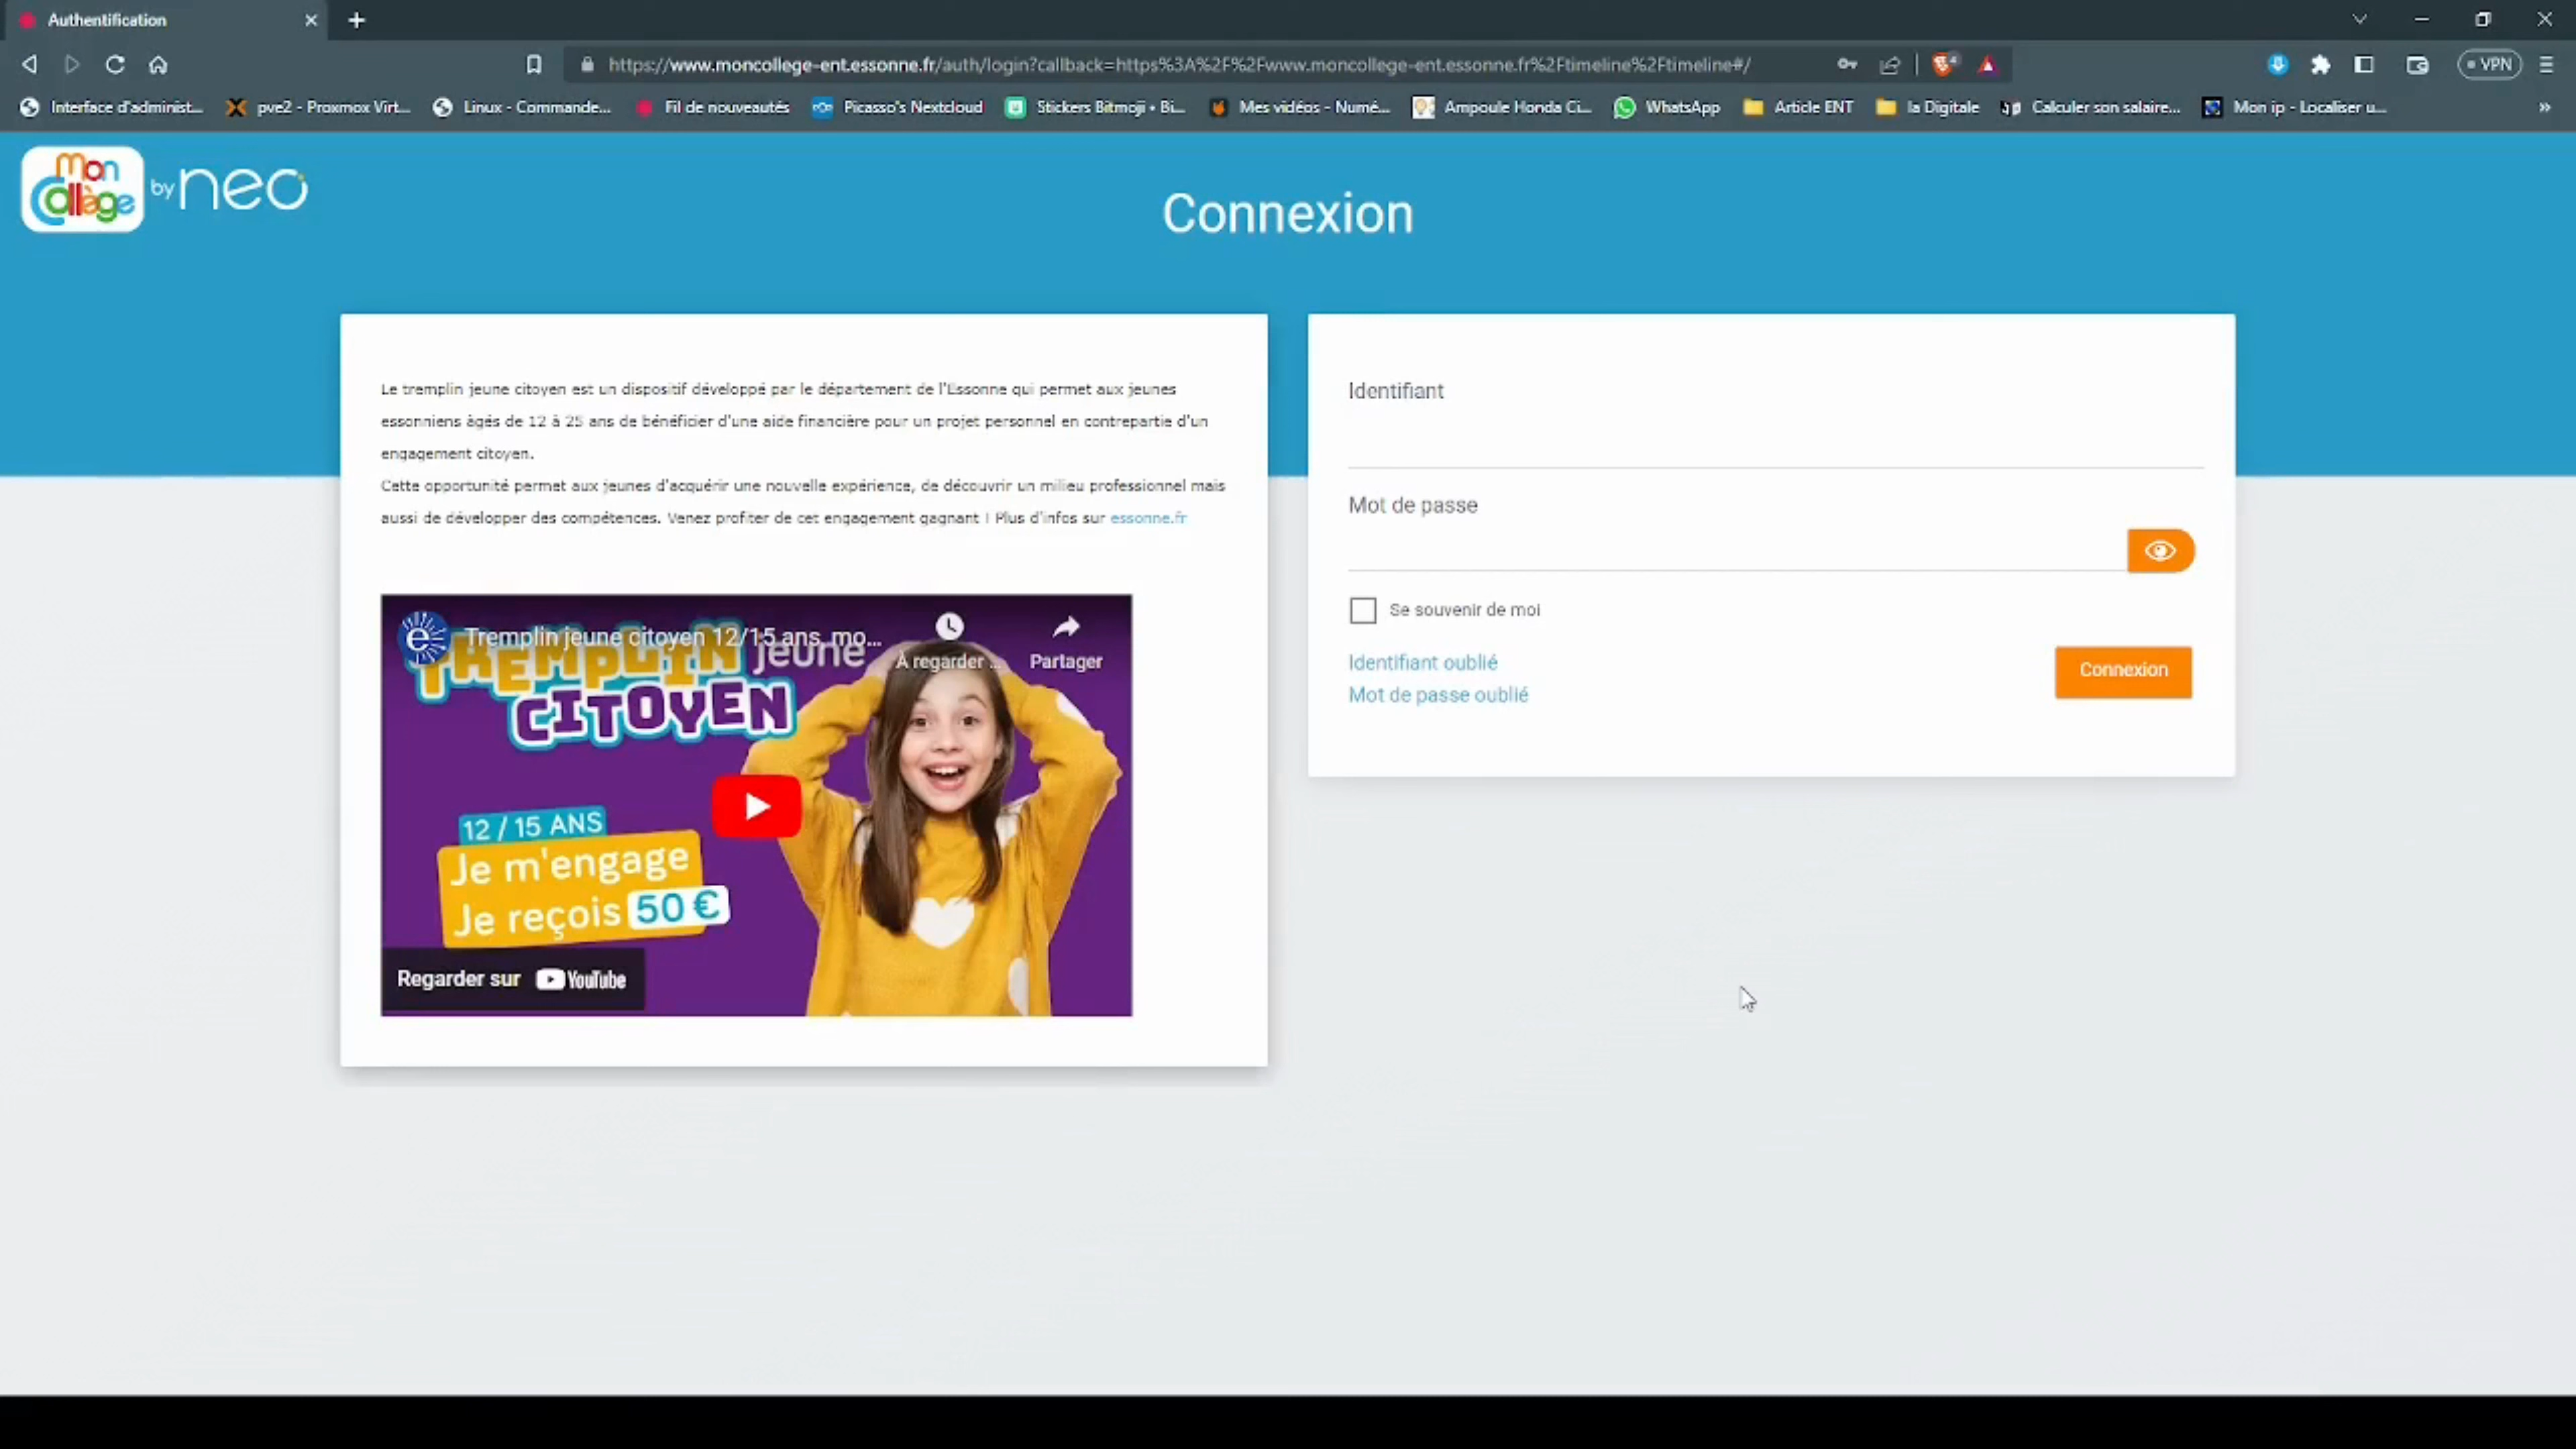 Authentification
https://www.moncollege-ent.essonne.fr/auth/login?callback=https%3A%2F%2Fwww.moncollege-ent.essonne.fr%2Ftimeline%2Ftimeline#/
4
VPN
Interface d'administ...
pve2 - Proxmox Virt...
Linux - Commande...
Fil de nouveautés
Picasso's Nextcloud
Stickers Bitmoji • Bi...
Mes vidéos - Numé...
Ampoule Honda Ci...
WhatsApp
Article ENT
la Digitale
Calculer son salaire...
Mon ip - Localiser u...
mon Collège by neo
Connexion
Le tremplin jeune citoyen est un dispositif développé par le département de l'Essonne qui permet aux jeunes
essonniens âgés de 12 à 25 ans de bénéficier d'une aide financière pour un projet personnel en contrepartie d'un
engagement citoyen.
Cette opportunité permet aux jeunes d'acquérir une nouvelle expérience, de découvrir un milieu professionnel mais
aussi de développer des compétences. Venez profiter de cet engagement gagnant ! Plus d'infos sur essonne.fr
Tremplin jeune citoyen 12/15 ans, mo...
À regarder ...
Partager
TREMPLIN jeune
CITOYEN
12 / 15 ANS
Je m'engage
Je reçois 50 €
Regarder sur YouTube
Identifiant
Mot de passe
Se souvenir de moi
Identifiant oublié
Mot de passe oublié
Connexion